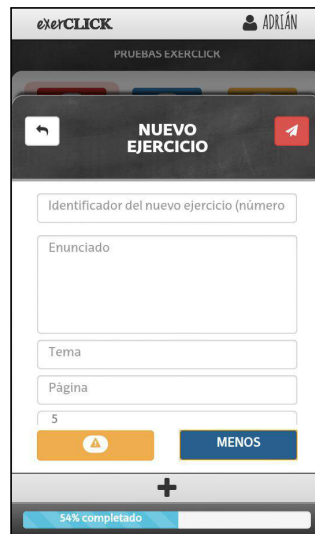 exerCLICK ADRIÁN
PRUEBAS EXERCLICK
NUEVO
EJERCICIO
Identificador del nuevo ejercicio (número
Enunciado
Tema
Página
5
MENOS
54% completado